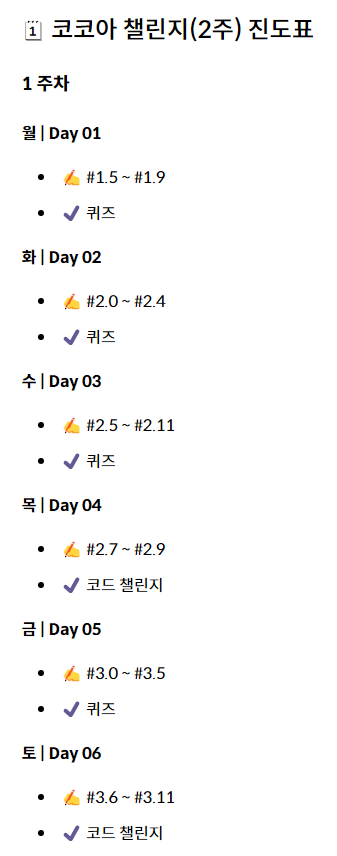 🗓 코코아 챌린지(2주) 진도표
1 주차
월 | Day 01
✍️ #1.5 ~ #1.9
✔️ 퀴즈
화 | Day 02
✍️ #2.0 ~ #2.4
✔️ 퀴즈
수 | Day 03
✍️ #2.5 ~ #2.11
✔️ 퀴즈
목 | Day 04
✍️ #2.7 ~ #2.9
✔️ 코드 챌린지
금 | Day 05
✍️ #3.0 ~ #3.5
✔️ 퀴즈
토 | Day 06
✍️ #3.6 ~ #3.11
✔️ 코드 챌린지